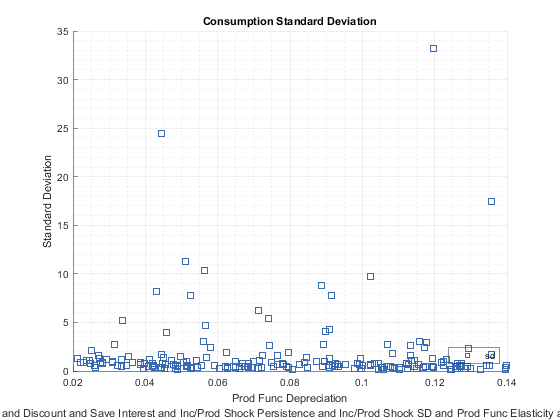 Consumption Standard Deviation
35
30
25
20
15
10
5
0
Standard Deviation
0.02 0.04 0.06 0.08 0.1 0.12 0.14
sd
Prod Func Depreciation
and Discount and Save Interest and Inc/Prod Shock Persistence and Inc/Prod Shock SD and Prod Func Elasticity